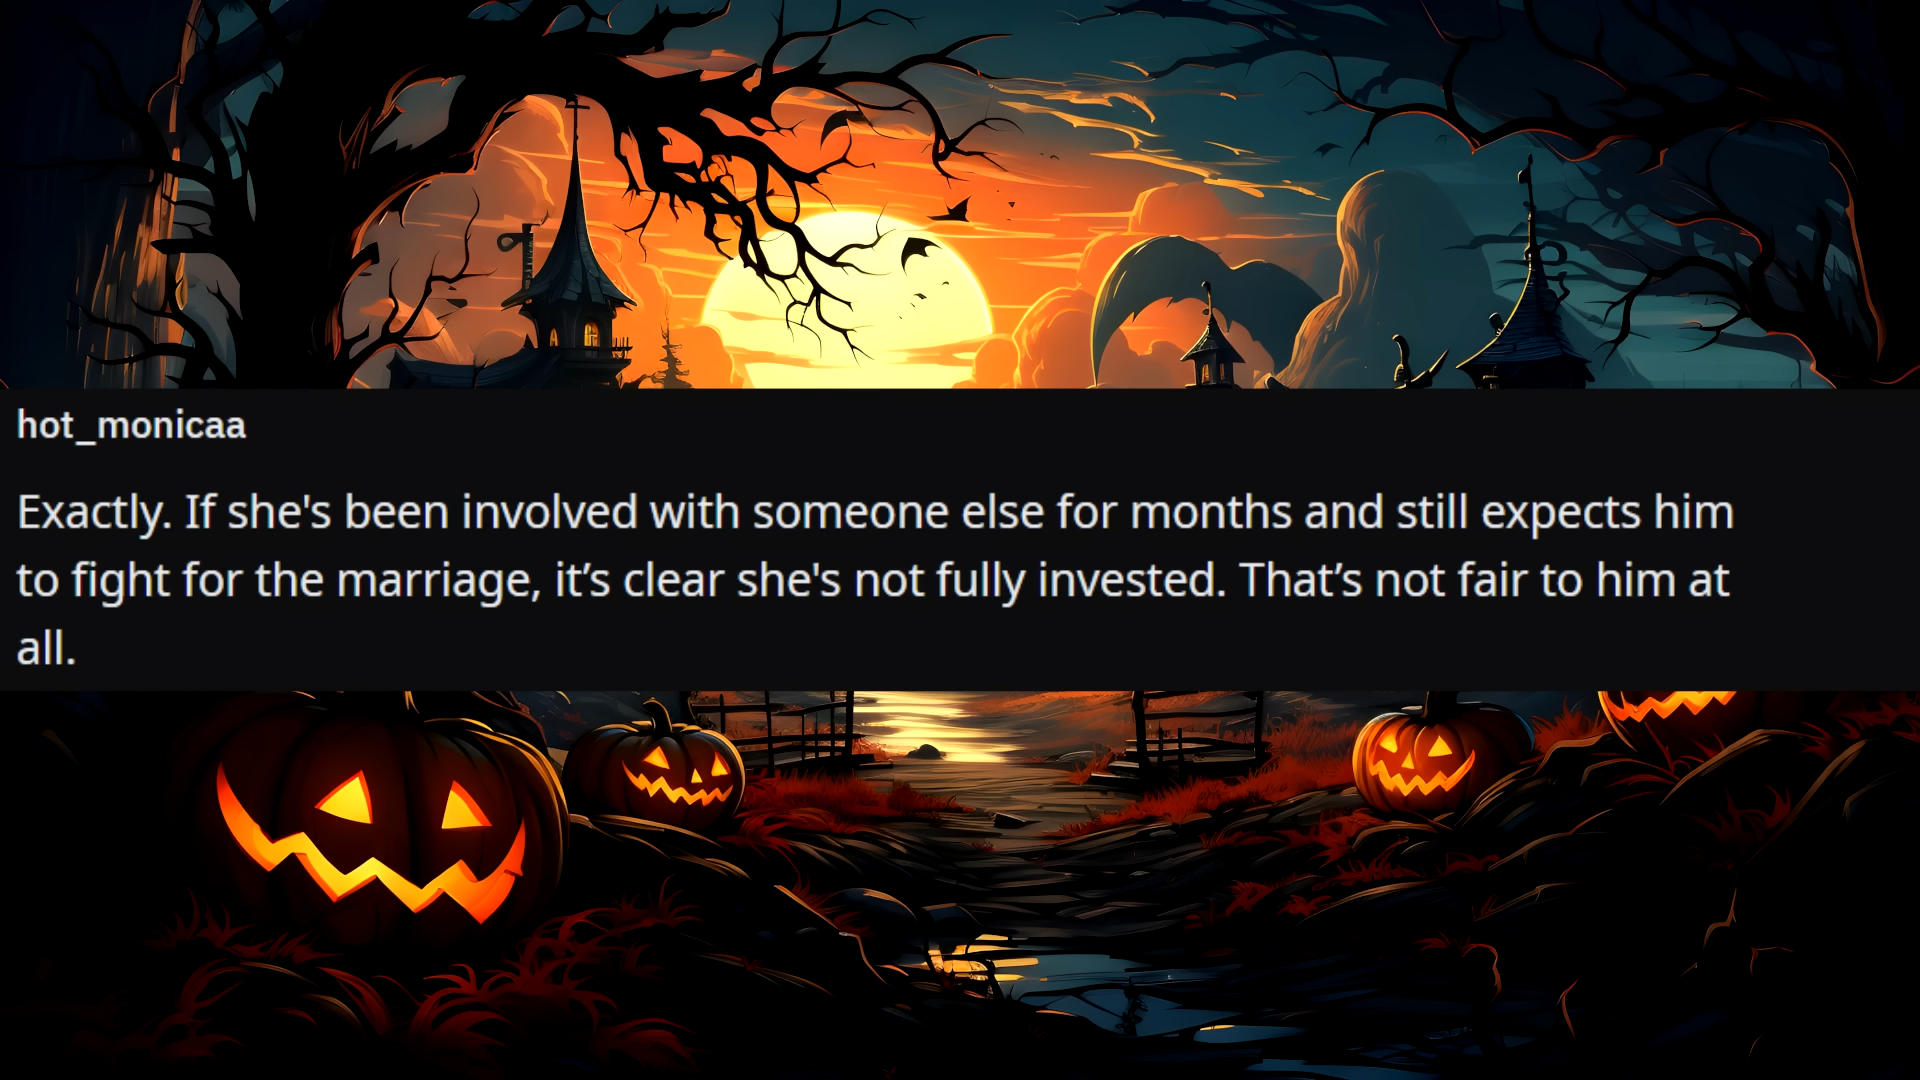 hot_monicaa
Exactly. If she's been involved with someone else for months and still expects him
to fight for the marriage, it’s clear she's not fully invested. That’s not fair to him at
all.